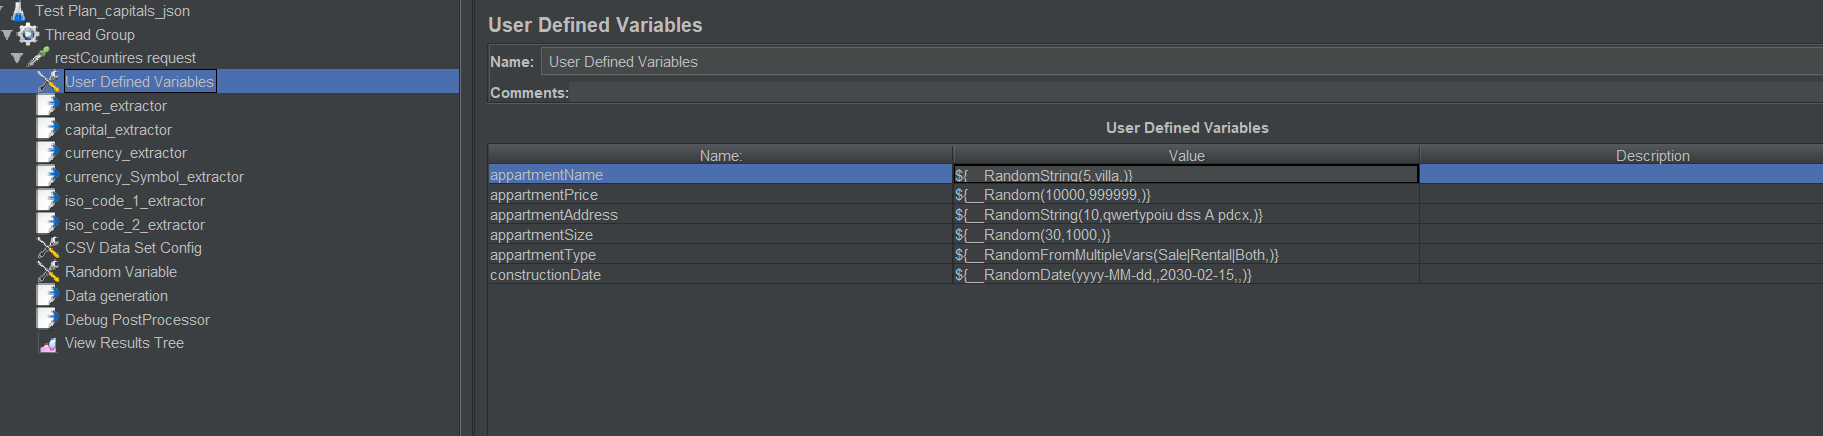 Test Plan_capitals_json
Thread Group
restCountires request
User Defined Variables
name_extractor
capital_extractor
currency_extractor
currency_Symbol_extractor
iso_code_1_extractor
iso_code_2_extractor
CSV Data Set Config
Random Variable
Data generation
Debug PostProcessor
View Results Tree
User Defined Variables
Name: User Defined Variables
Comments:
User Defined Variables
Name: Value Description
appartmentName ${__RandomString(5,villa,)}
appartmentPrice ${__Random(10000,999999,)}
appartmentAddress ${__RandomString(10,qwertypoiu dss A pdcx,)}
appartmentSize ${__Random(30,1000,)}
appartmentType ${__RandomFromMultipleVars(Sale|Rental|Both,)}
constructionDate ${__RandomDate(yyyy-MM-dd,,2030-02-15,,)}